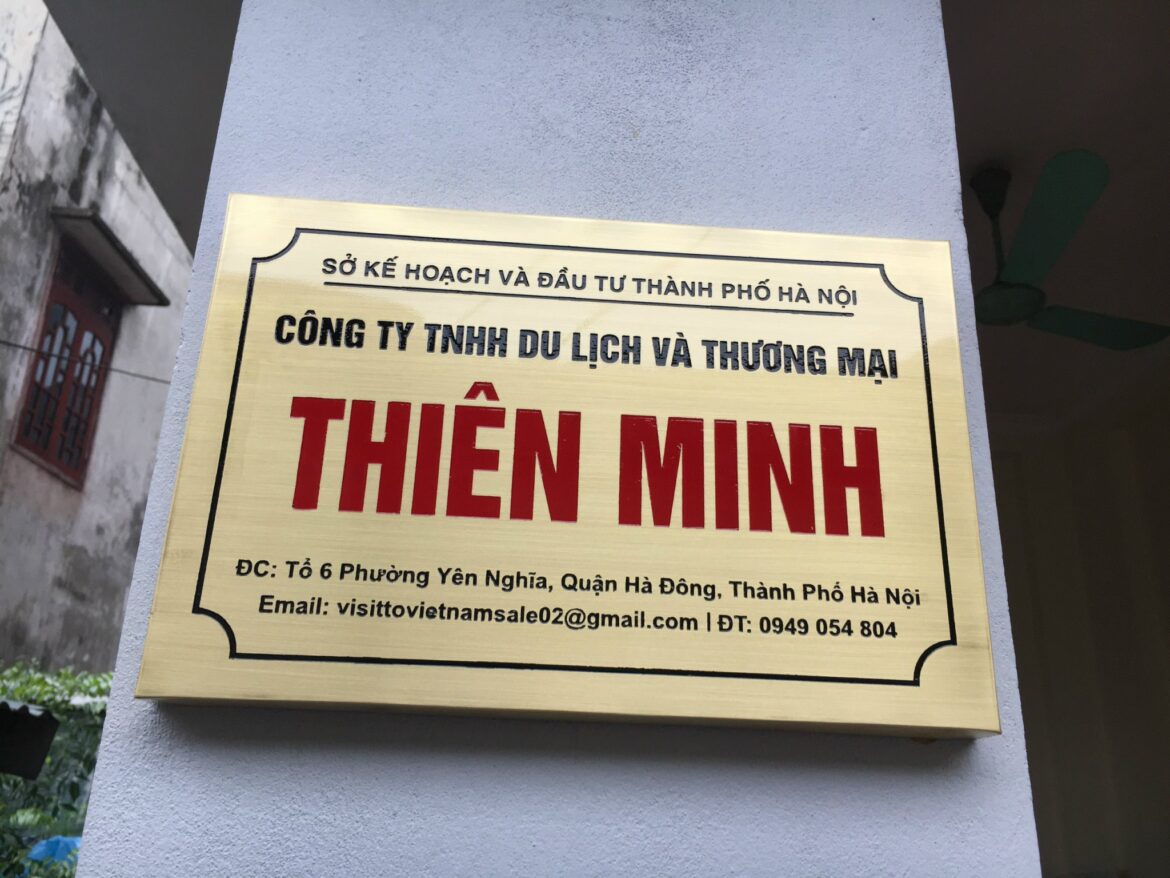 SỞ KẾ HOẠCH VÀ ĐẦU TƯ THÀNH PHỐ HÀ NỘI
CÔNG TY TNHH DU LỊCH VÀ THƯƠNG MẠI
THIÊN MINH
ĐC: Tổ 6 Phường Yên Nghĩa, Quận Hà Đông, Thành Phố Hà Nội
Email: visittovietnamsale02@gmail.com | ĐT: 0949 054 804